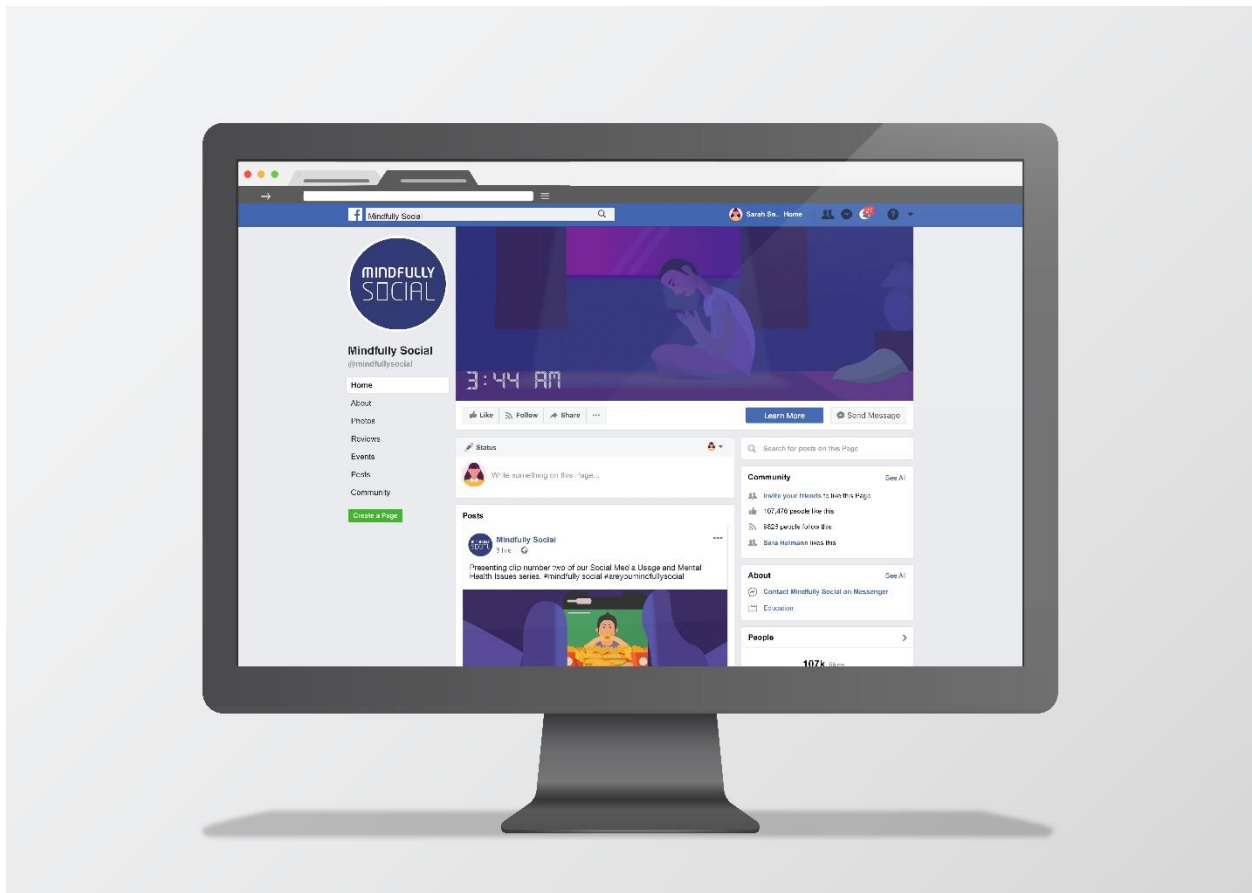 Mindfully Social
Sarah Sa.. Home
21
MINDFULLY
SOCIAL
Mindfully Social
@mindfullysocial
Home
About
Photos
Reviews
Events
Posts
Community
Create a Page
3:44 AM
Like Follow Share
Learn More Send Message
Status
Write something on this Page...
Posts
Mindfully Social
Presenting clip number two of our Social Media Usage and Mental
Health Issues series. #mindfully social #areyoumindfullysocial
Search for posts on this Page
Community See All
Invite your friends to like this Page
107,476 people like this
people follow this
Sara Heimann likes this
About See All
Contact Mindfully Social on Messenger
Education
People
107k likes